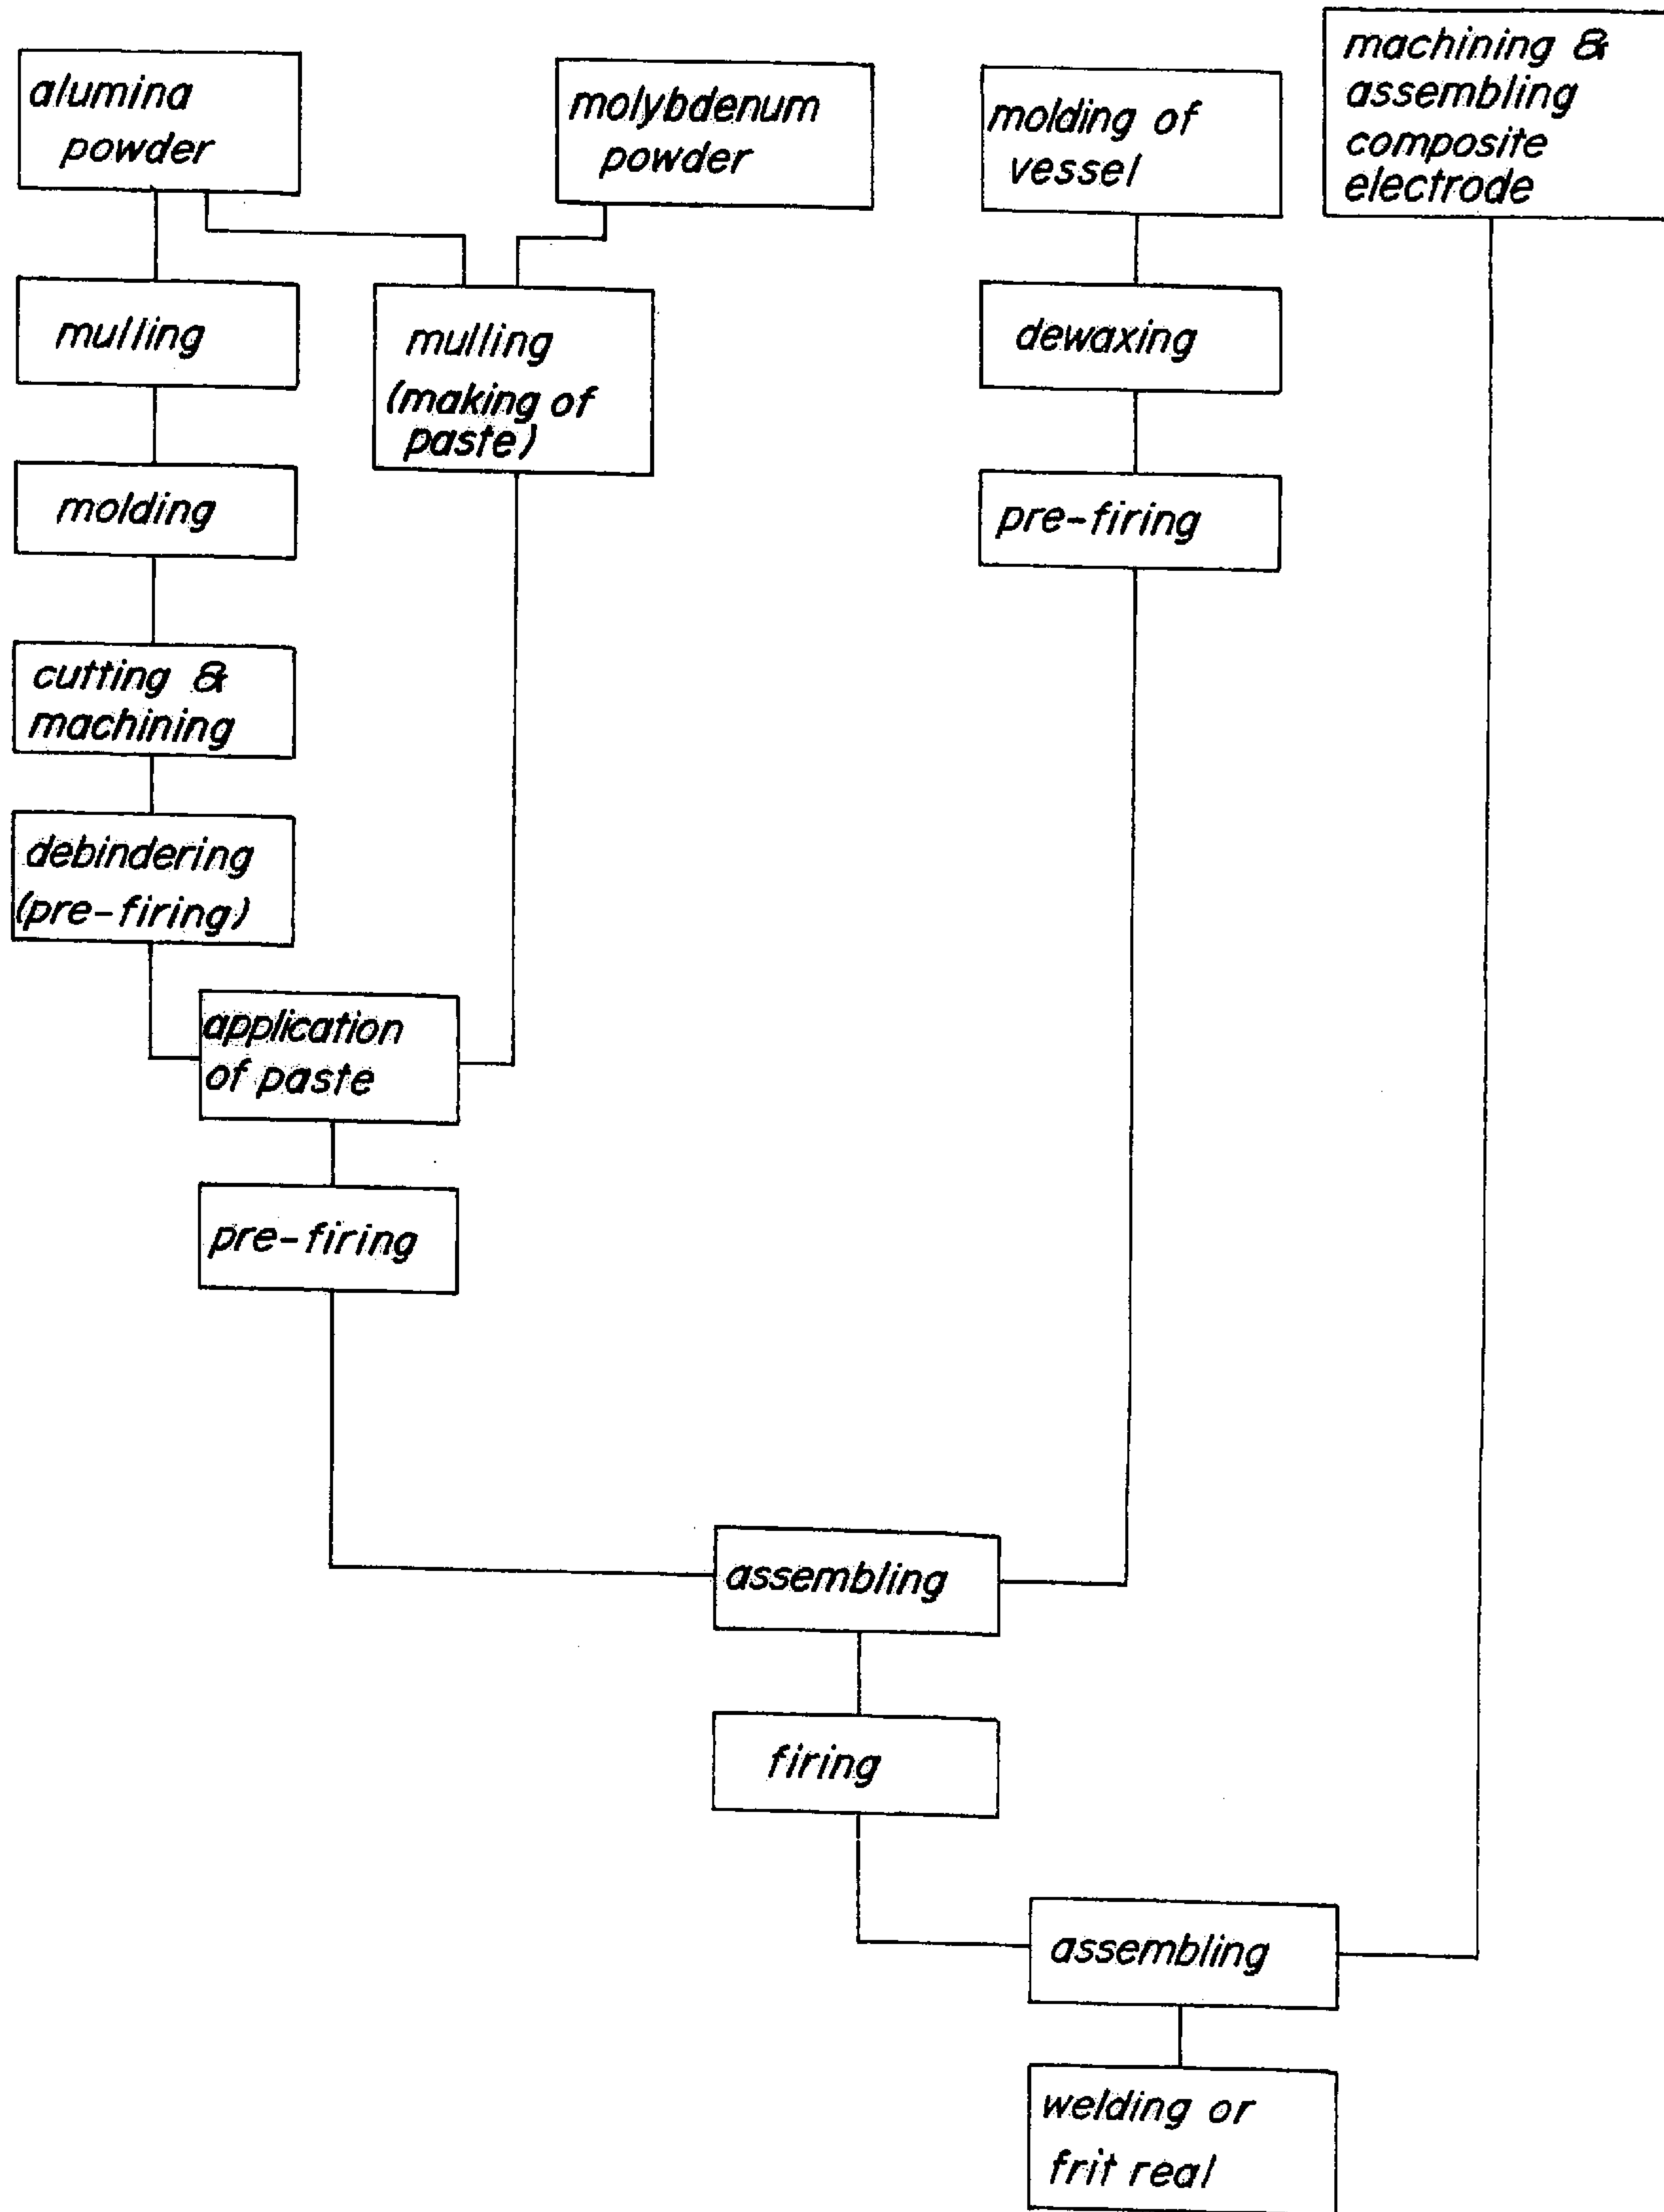 alumina
powder
molybdenum
powder
molding of
vessel
machining &
assembling
composite
electrode
mulling
mulling
(making of
paste)
dewaxing
molding
pre-firing
cutting &
machining
debindering
(pre-firing)
application
of paste
pre-firing
assembling
firing
assembling
welding or
frit real